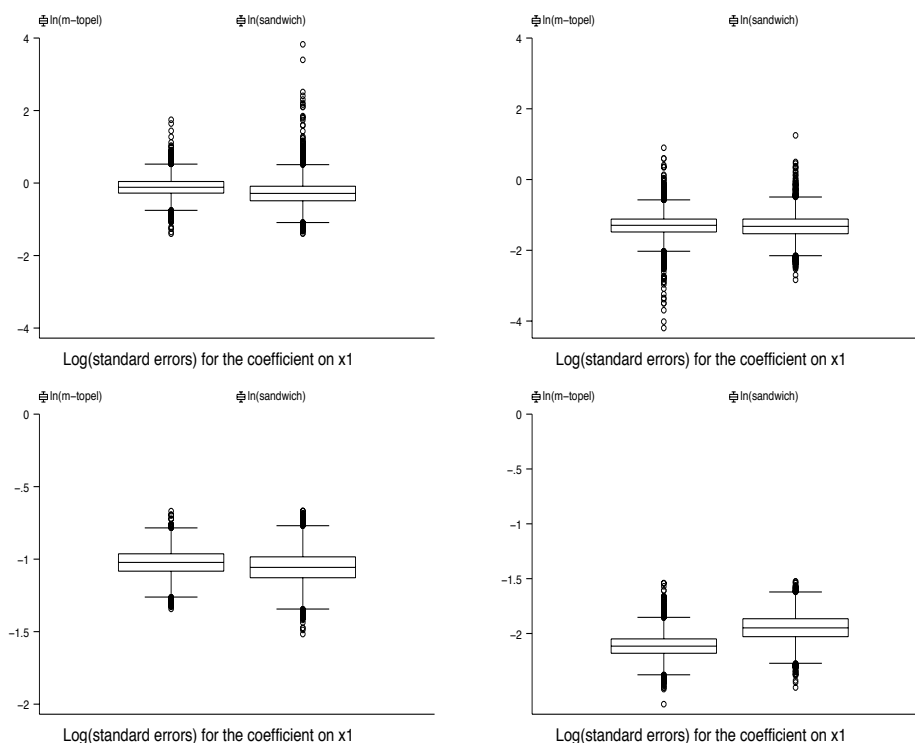 ln(m-topel)
ln(sandwich)
4
2
0
−2
−4
Log(standard errors) for the coefficient on x1
ln(m-topel)
ln(sandwich)
4
2
0
−2
−4
Log(standard errors) for the coefficient on x1
ln(m-topel)
ln(sandwich)
0
−.5
−1
−1.5
−2
Log(standard errors) for the coefficient on x1
ln(m-topel)
ln(sandwich)
0
−.5
−1
−1.5
−2
Log(standard errors) for the coefficient on x1